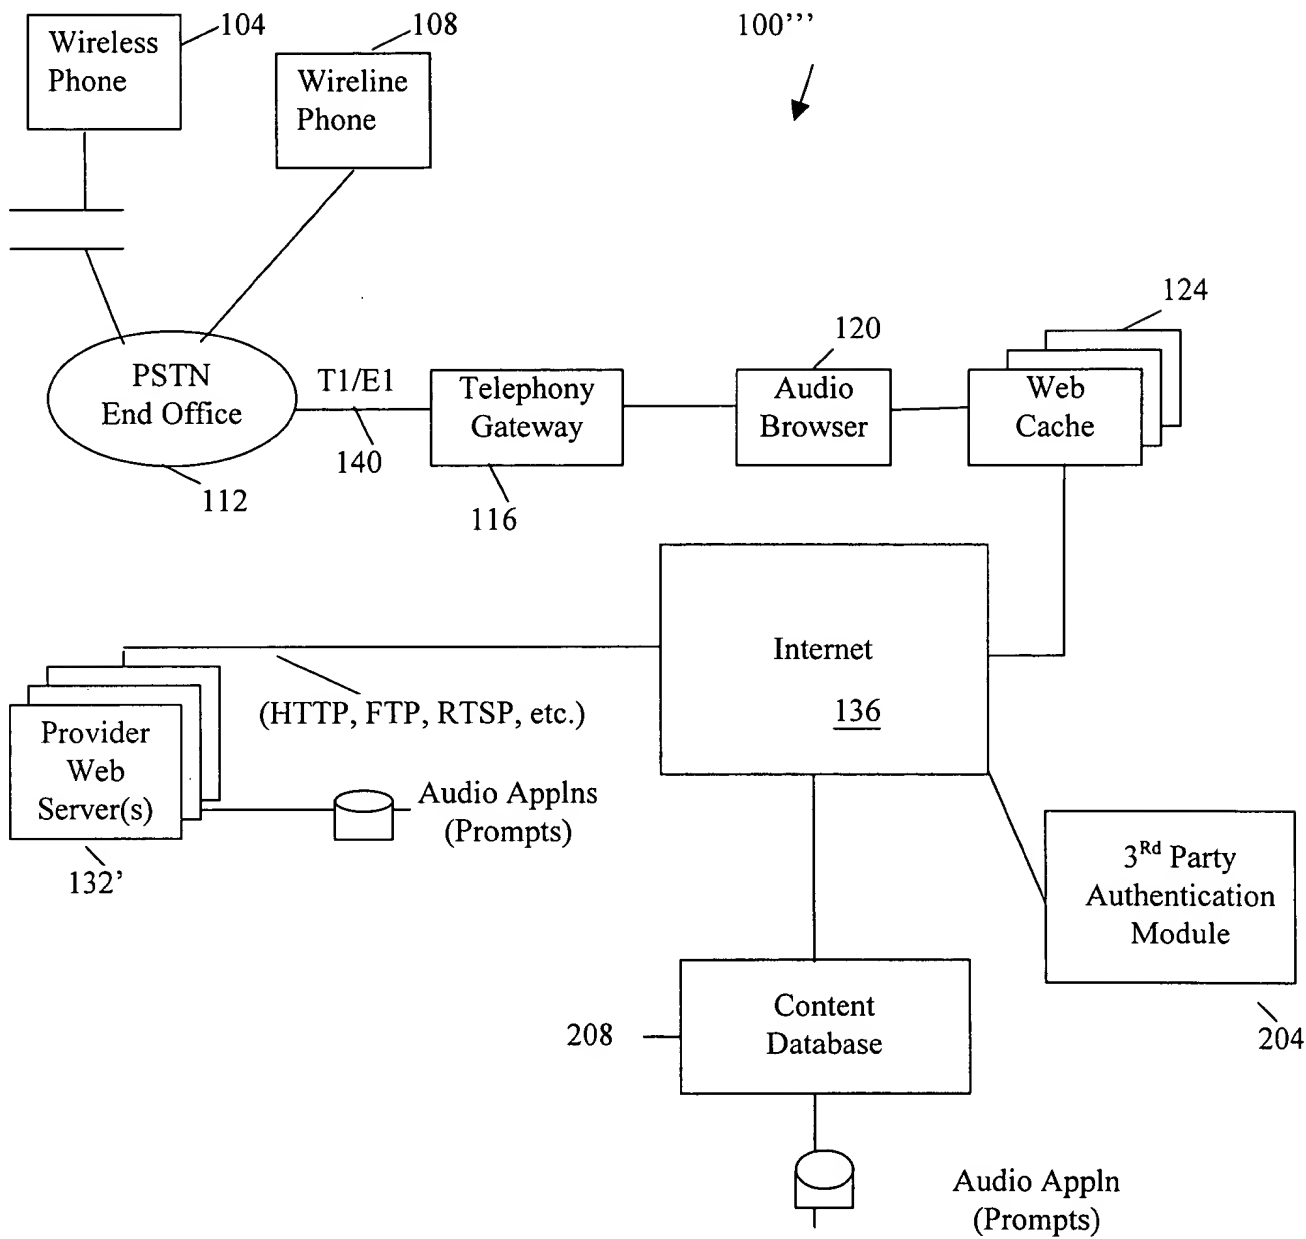 104
Wireless
Phone
108
Wireline
Phone
100’’’
PSTN
End Office
112
T1/E1
140
Telephony
Gateway
116
120
Audio
Browser
124
Web
Cache
Internet
136
(HTTP, FTP, RTSP, etc.)
Provider
Web
Server(s)
132’
Audio Applns
(Prompts)
3Rd Party
Authentication
Module
204
Content
Database
208
Audio Appln
(Prompts)